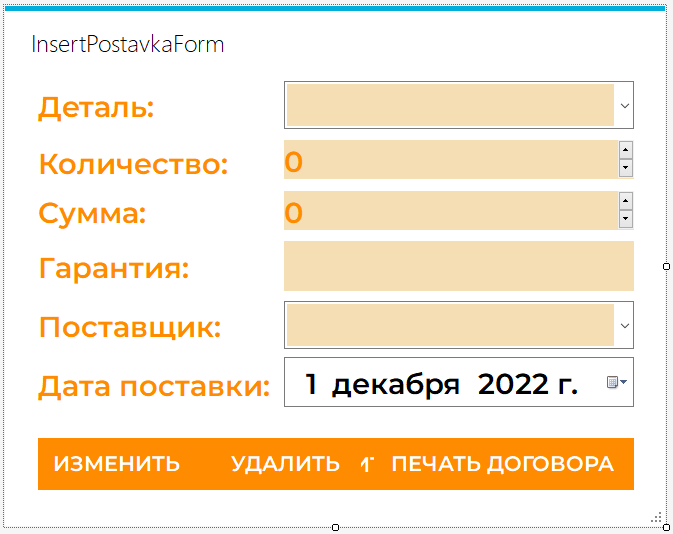 InsertPostavkaForm
Деталь:
Количество: 0
Сумма: 0
Гарантия:
Поставщик:
Дата поставки: 1 декабря 2022 г.
ИЗМЕНИТЬ УДАЛИТЬ ПЕЧАТЬ ДОГОВОРА